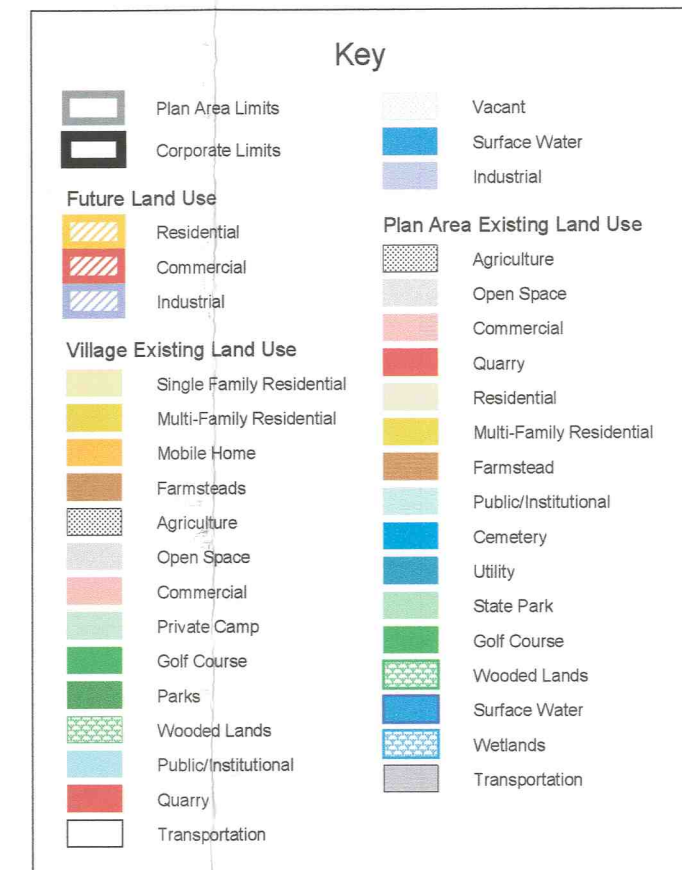 Key
Plan Area Limits
Corporate Limits
Future Land Use
Residential
Commercial
Industrial
Village Existing Land Use
Single Family Residential
Multi-Family Residential
Mobile Home
Farmsteads
Agriculture
Open Space
Commercial
Private Camp
Golf Course
Parks
Wooded Lands
Public/Institutional
Quarry
Transportation
Vacant
Surface Water
Industrial
Plan Area Existing Land Use
Agriculture
Open Space
Commercial
Quarry
Residential
Multi-Family Residential
Farmstead
Public/Institutional
Cemetery
Utility
State Park
Golf Course
Wooded Lands
Surface Water
Wetlands
Transportation